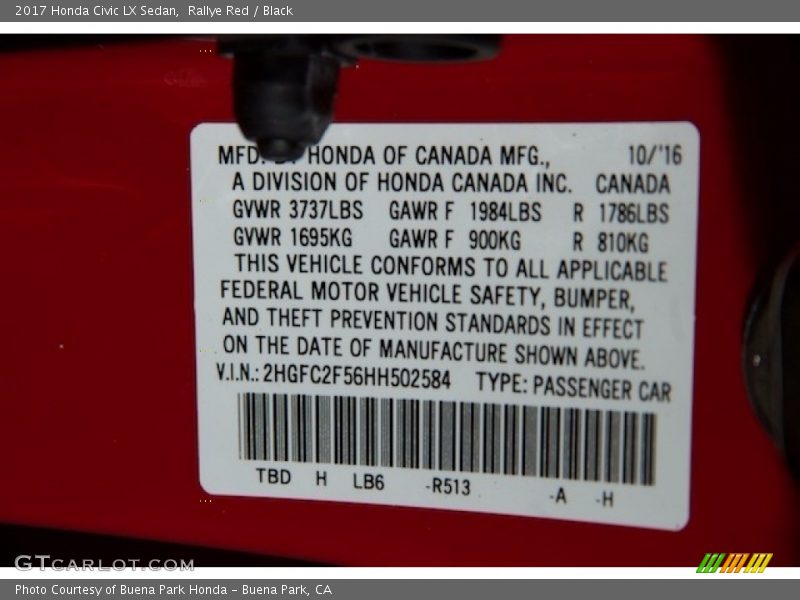 2017 Honda Civic LX Sedan, Rallye Red / Black
MFD. BY HONDA OF CANADA MFG., 10/'16
A DIVISION OF HONDA CANADA INC. CANADA
GVWR 3737LBS GAWR F 1984LBS R 1786LBS
GVWR 1695KG GAWR F 900KG R 810KG
THIS VEHICLE CONFORMS TO ALL APPLICABLE
FEDERAL MOTOR VEHICLE SAFETY, BUMPER,
AND THEFT PREVENTION STANDARDS IN EFFECT
ON THE DATE OF MANUFACTURE SHOWN ABOVE.
V.I.N.: 2HGFC2F56HH502584 TYPE: PASSENGER CAR
TBD H LB6 -R513 -A -H
GTCARLOT.COM
Photo Courtesy of Buena Park Honda - Buena Park, CA